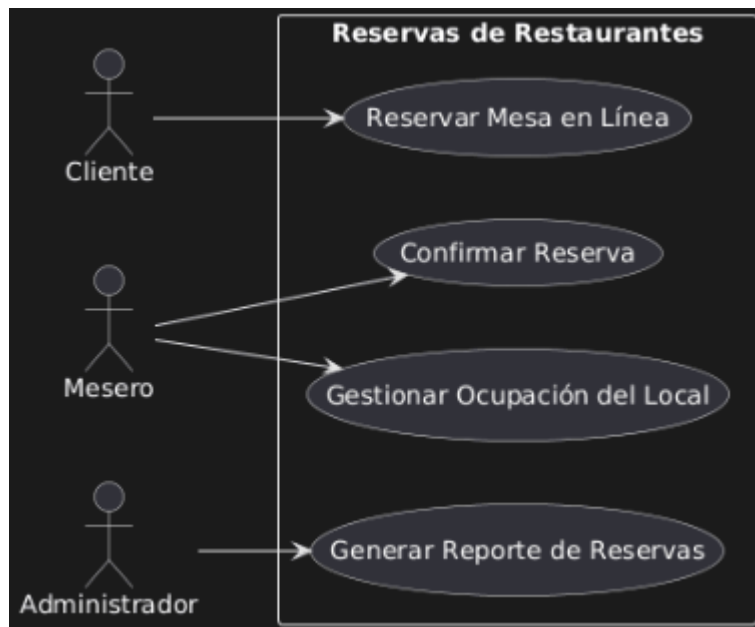 Reservas de Restaurantes
Reservar Mesa en Línea
Cliente
Confirmar Reserva
Mesero
Gestionar Ocupación del Local
Generar Reporte de Reservas
Administrador